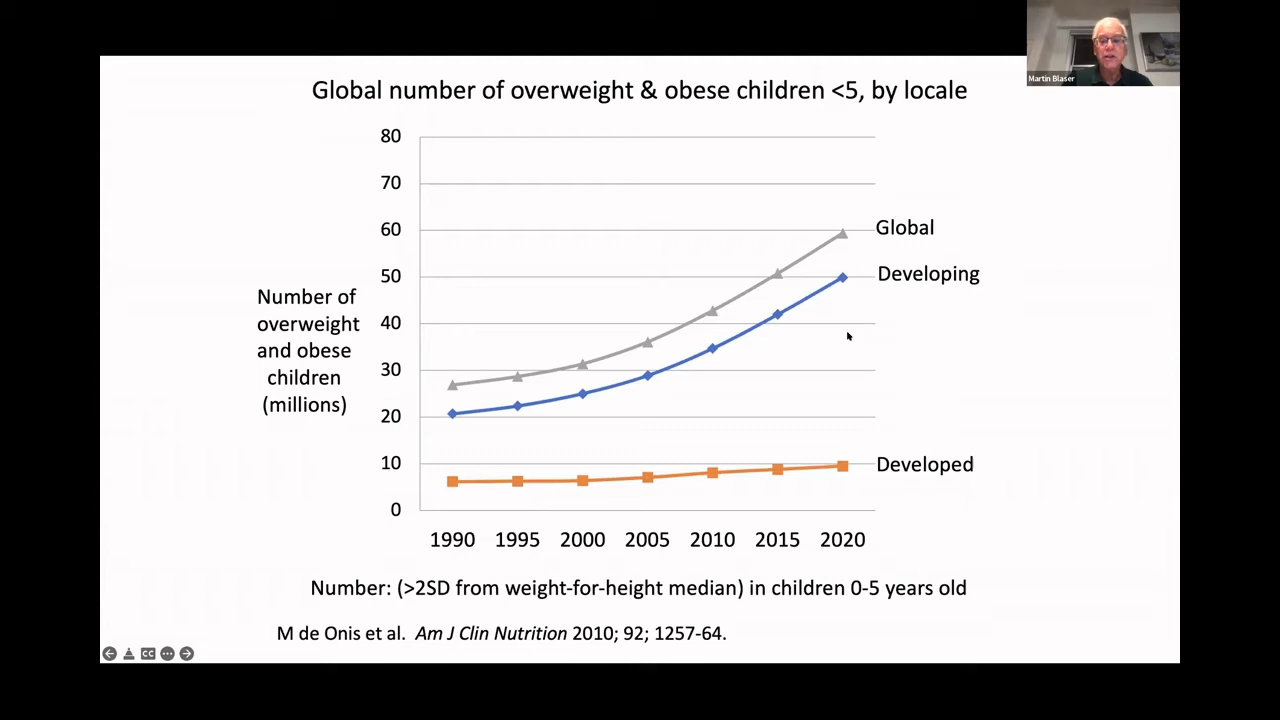 Martin Blaser
Global number of overweight & obese children <5, by locale
80
70
60
50
40
30
20
10
0
Number of
overweight
and obese
children
(millions)
Global
Developing
Developed
1990 1995 2000 2005 2010 2015 2020
Number: (>2SD from weight-for-height median) in children 0-5 years old
M de Onis et al. Am J Clin Nutrition 2010; 92; 1257-64.
CC